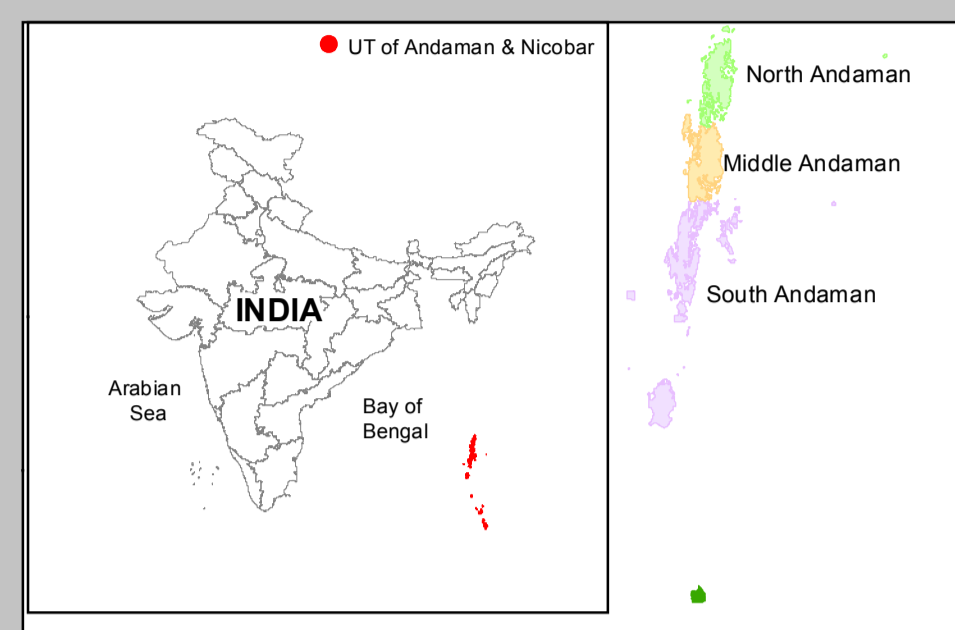 UT of Andaman & Nicobar
North Andaman
Middle Andaman
South Andaman
INDIA
Arabian
Sea
Bay of
Bengal